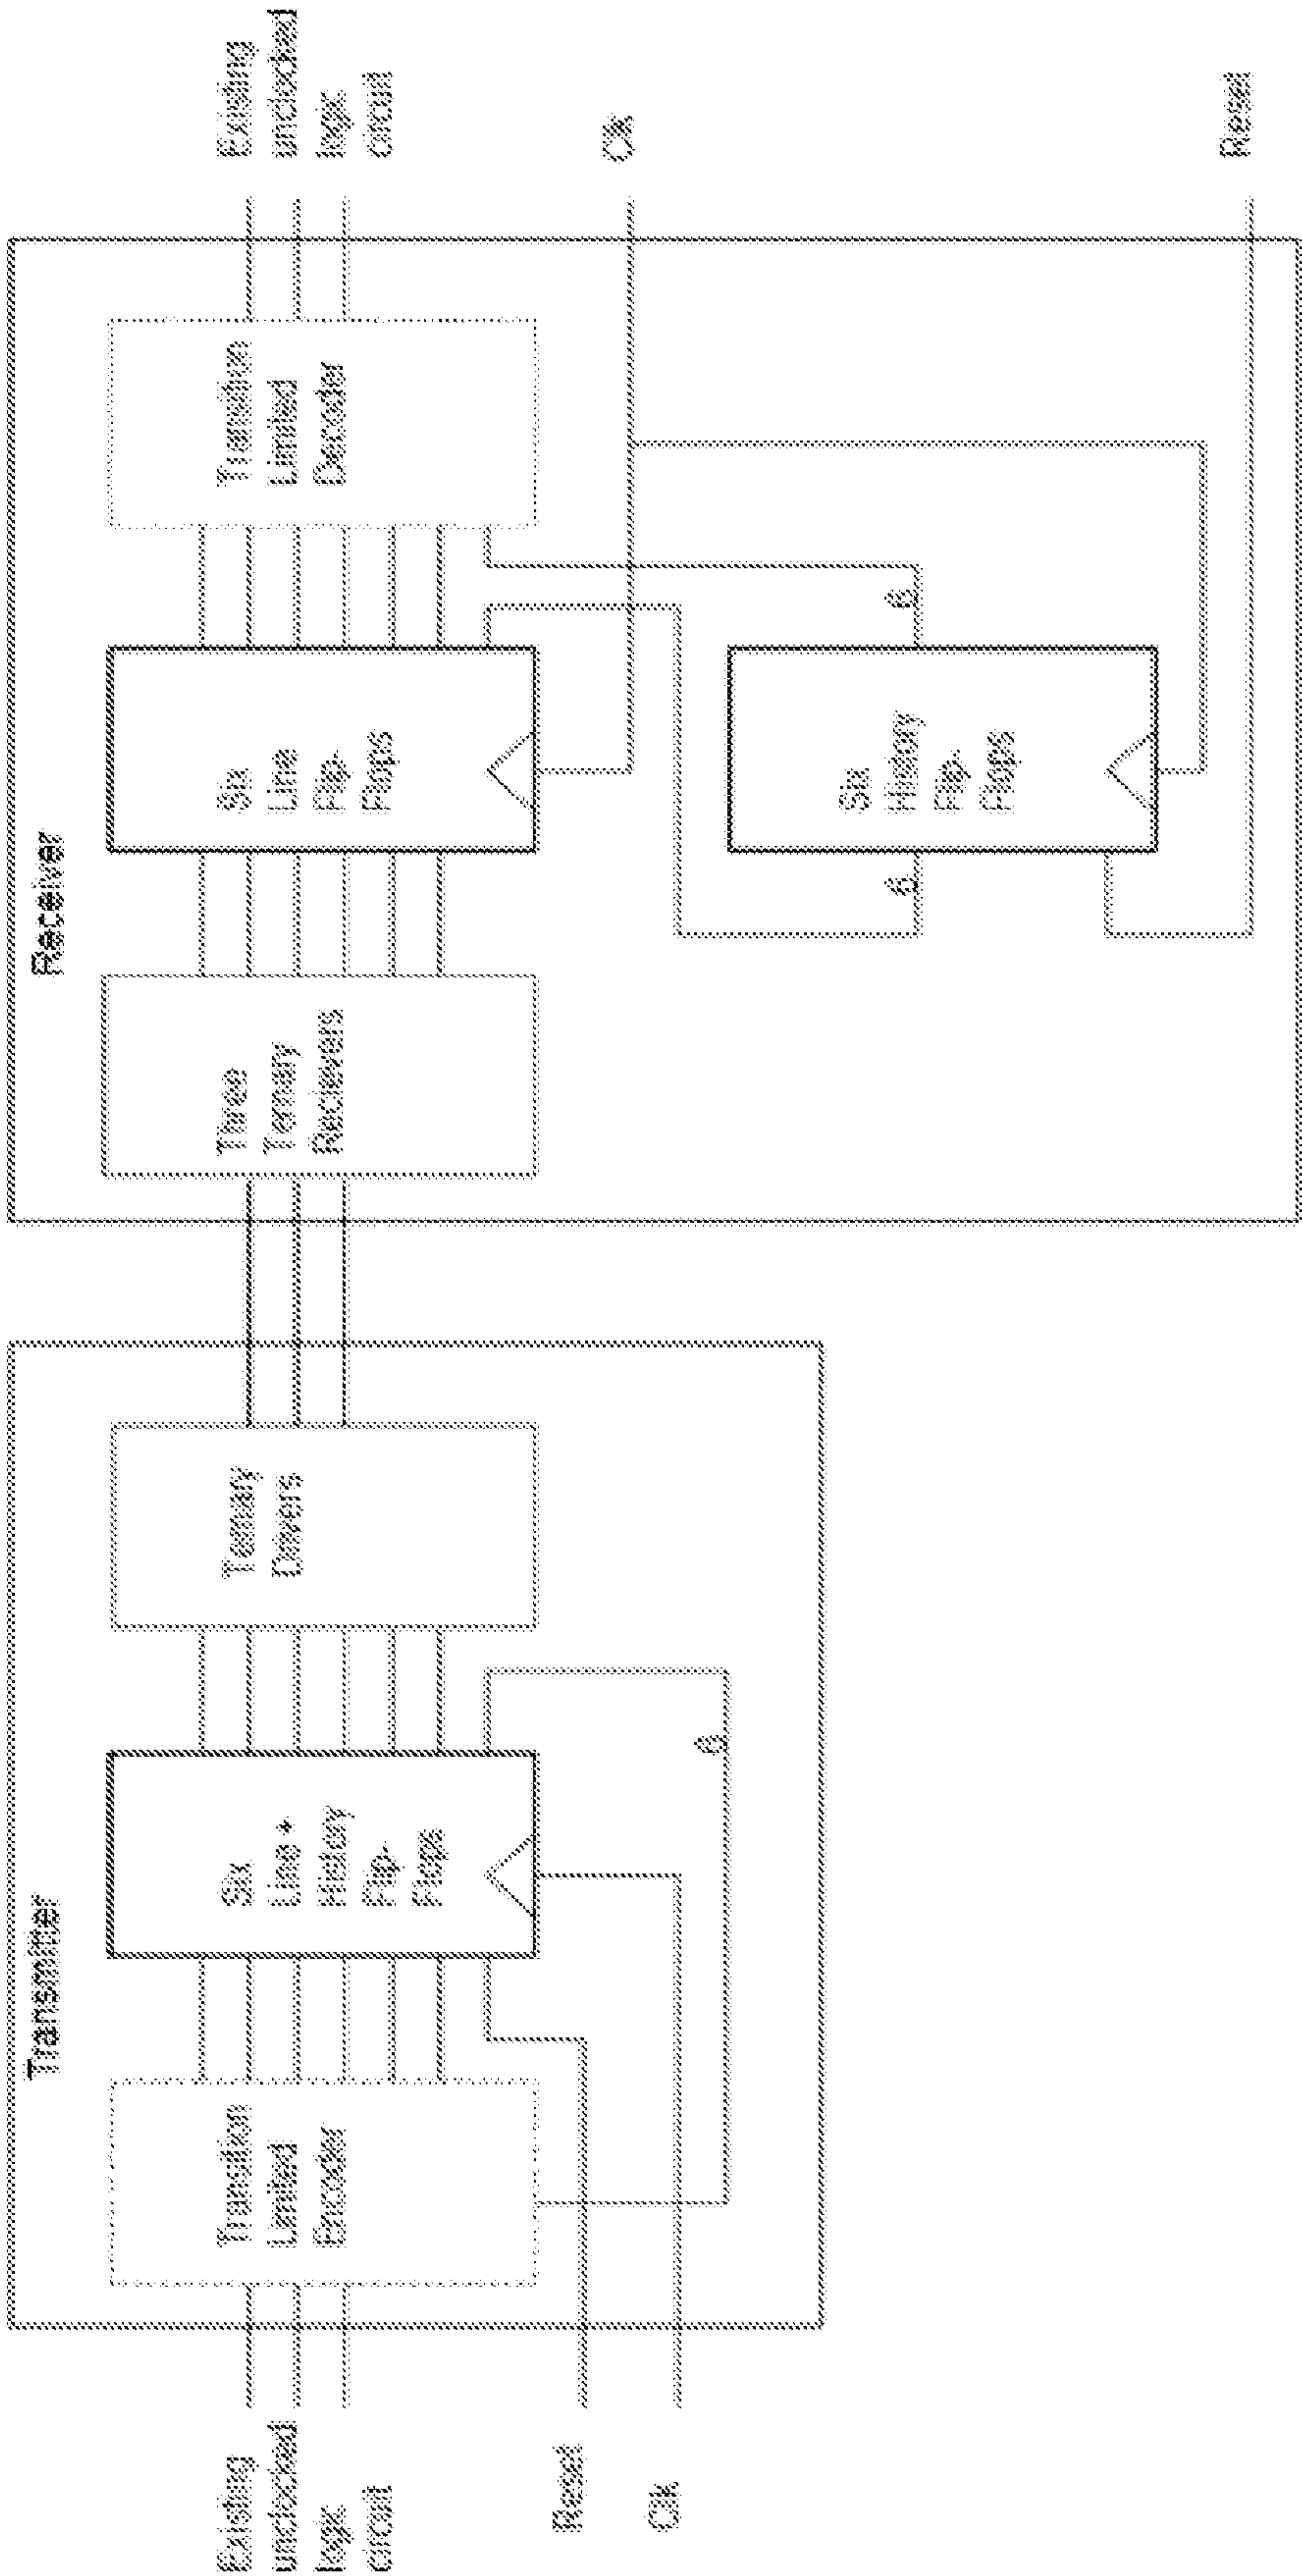 Transmitter
Existing
unclocked
logic
circuit
Reset
Clk
Transition
Limited
Encoder
Six
Line +
History
Flip-
Flops
6
Ternary
Drivers
Receiver
Three
Ternary
Recievers
Six
Line
Flip-
Flops
Transition
Limited
Decoder
6
Six
History
Flip-
Flops
6
Existing
unclocked
logic
circuit
Clk
Reset